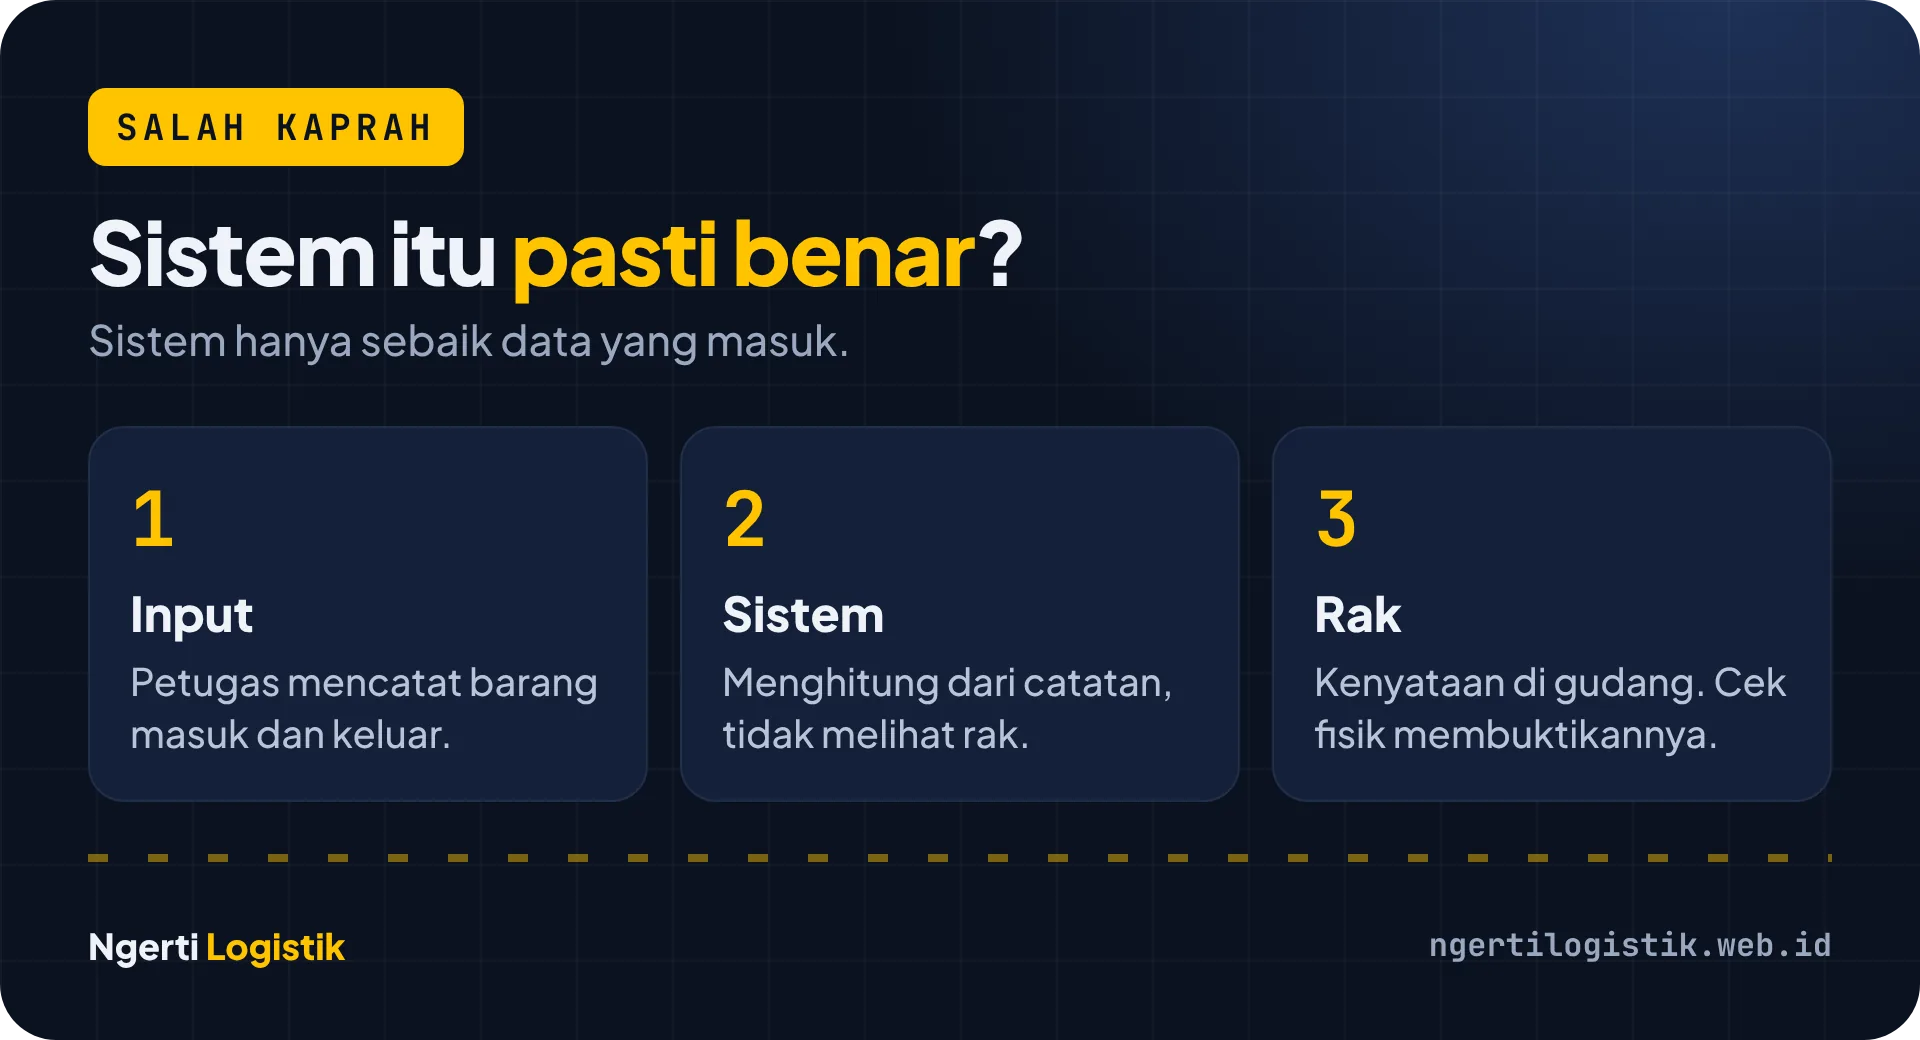 SALAH KAPRAH
Sistem itu pasti benar?
Sistem hanya sebaik data yang masuk.
1
Input
Petugas mencatat barang
masuk dan keluar.
2
Sistem
Menghitung dari catatan,
tidak melihat rak.
3
Rak
Kenyataan di gudang. Cek
fisik membuktikannya.
Ngerti Logistik
ngertilogistik.web.id